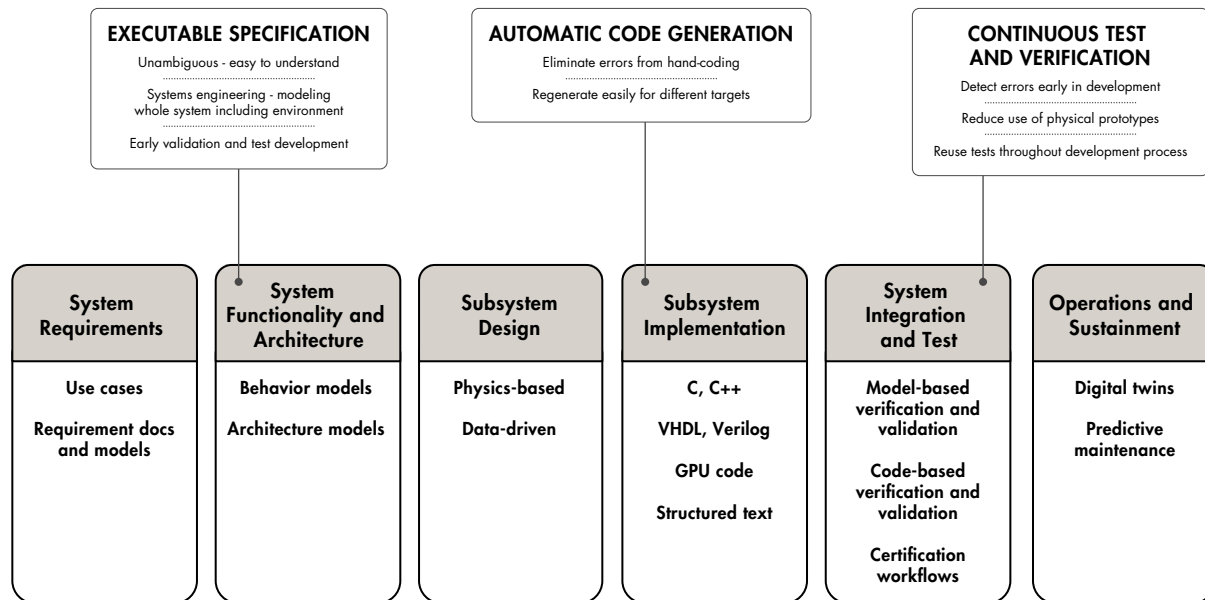 EXECUTABLE SPECIFICATION
Unambiguous - easy to understand
Systems engineering - modeling
whole system including environment
Early validation and test development
AUTOMATIC CODE GENERATION
Eliminate errors from hand-coding
Regenerate easily for different targets
CONTINUOUS TEST
AND VERIFICATION
Detect errors early in development
Reduce use of physical prototypes
Reuse tests throughout development process
System
Requirements
Use cases
Requirement docs
and models
System
Functionality and
Architecture
Behavior models
Architecture models
Subsystem
Design
Physics-based
Data-driven
Subsystem
Implementation
C, C++
VHDL, Verilog
GPU code
Structured text
System
Integration
and Test
Model-based
verification and
validation
Code-based
verification and
validation
Certification
workflows
Operations and
Sustainment
Digital twins
Predictive
maintenance